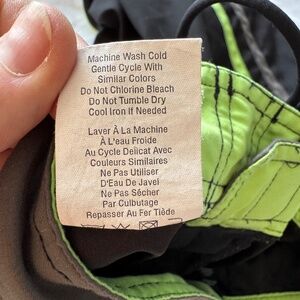 Machine Wash Cold
Gentle Cycle With
Similar Colors
Do Not Chlorine Bleach
Do Not Tumble Dry
Cool Iron If Needed
Laver À La Machine
À L'eau Froide
Au Cycle Delicat Avec
Couleurs Similaires
Ne Pas Utiliser
D'Eau De Javel
Ne Pas Sécher
Par Culbutage
Repasser Au Fer Tiède